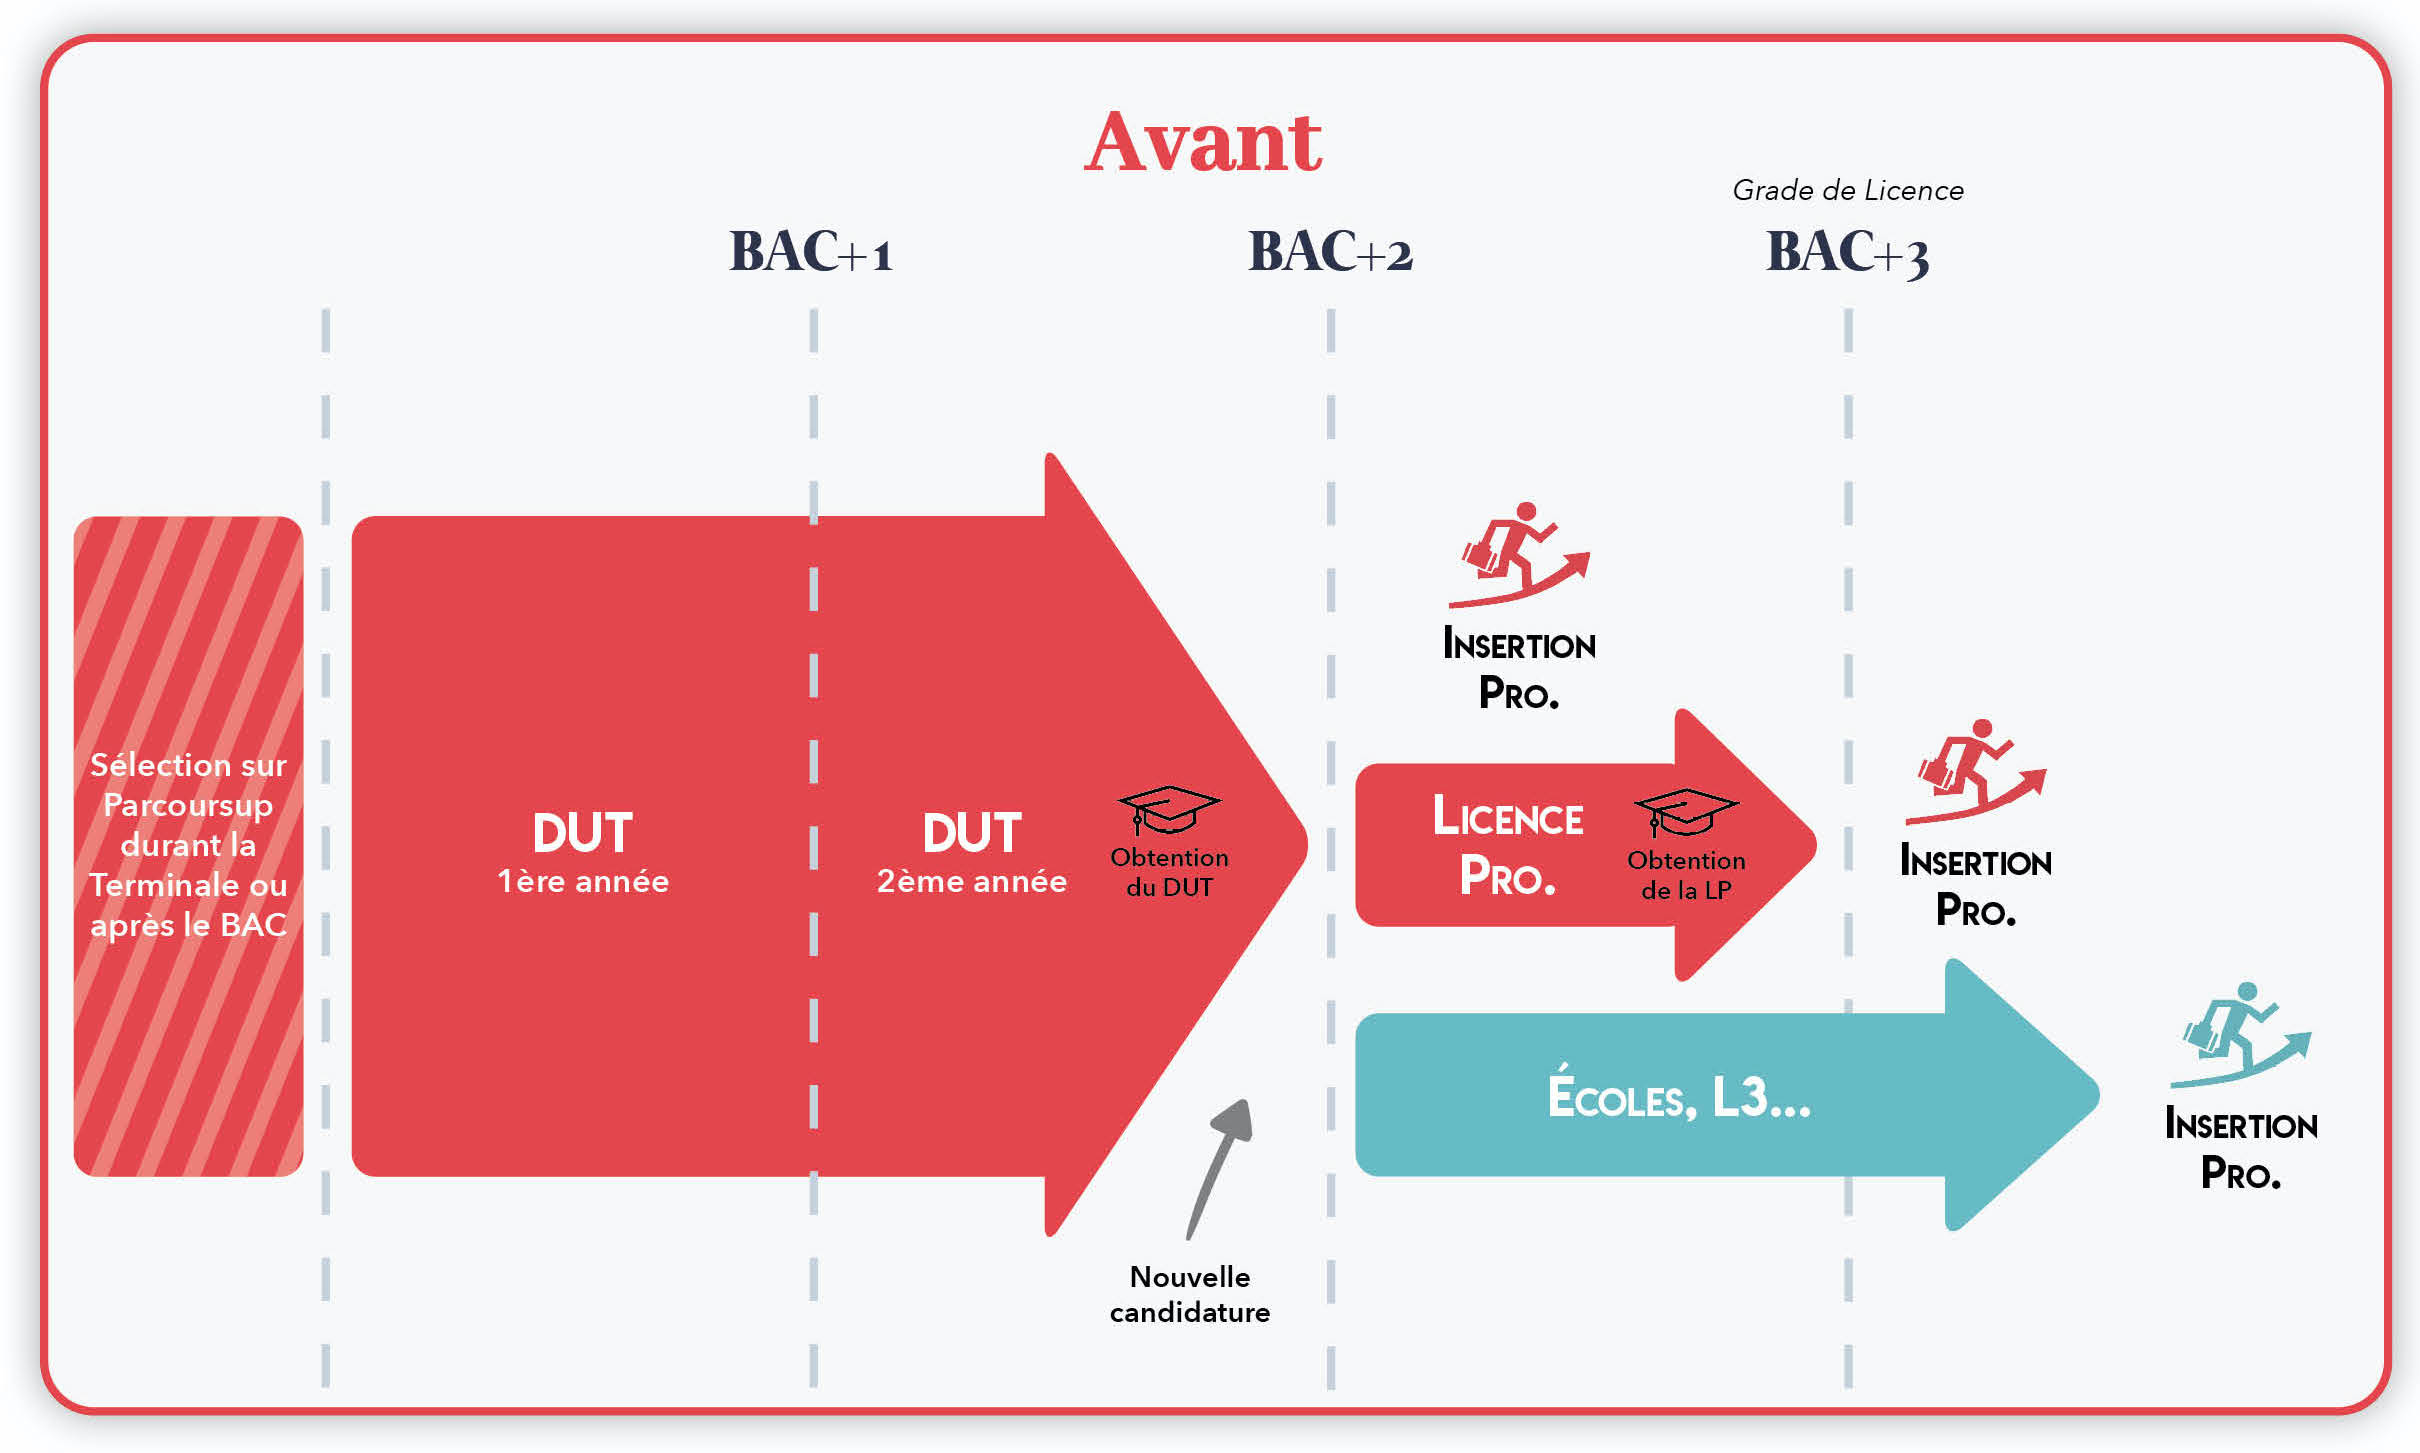 Avant
Grade de Licence
BAC+1
BAC+2
BAC+3
Sélection sur
Parcoursup
durant la
Terminale ou
après le BAC
DUT
1ère année
DUT
2ème année
Obtention
du DUT
Nouvelle
candidature
Insertion
Pro.
Licence
Pro.
Obtention
de la LP
Insertion
Pro.
Écoles, L3...
Insertion
Pro.